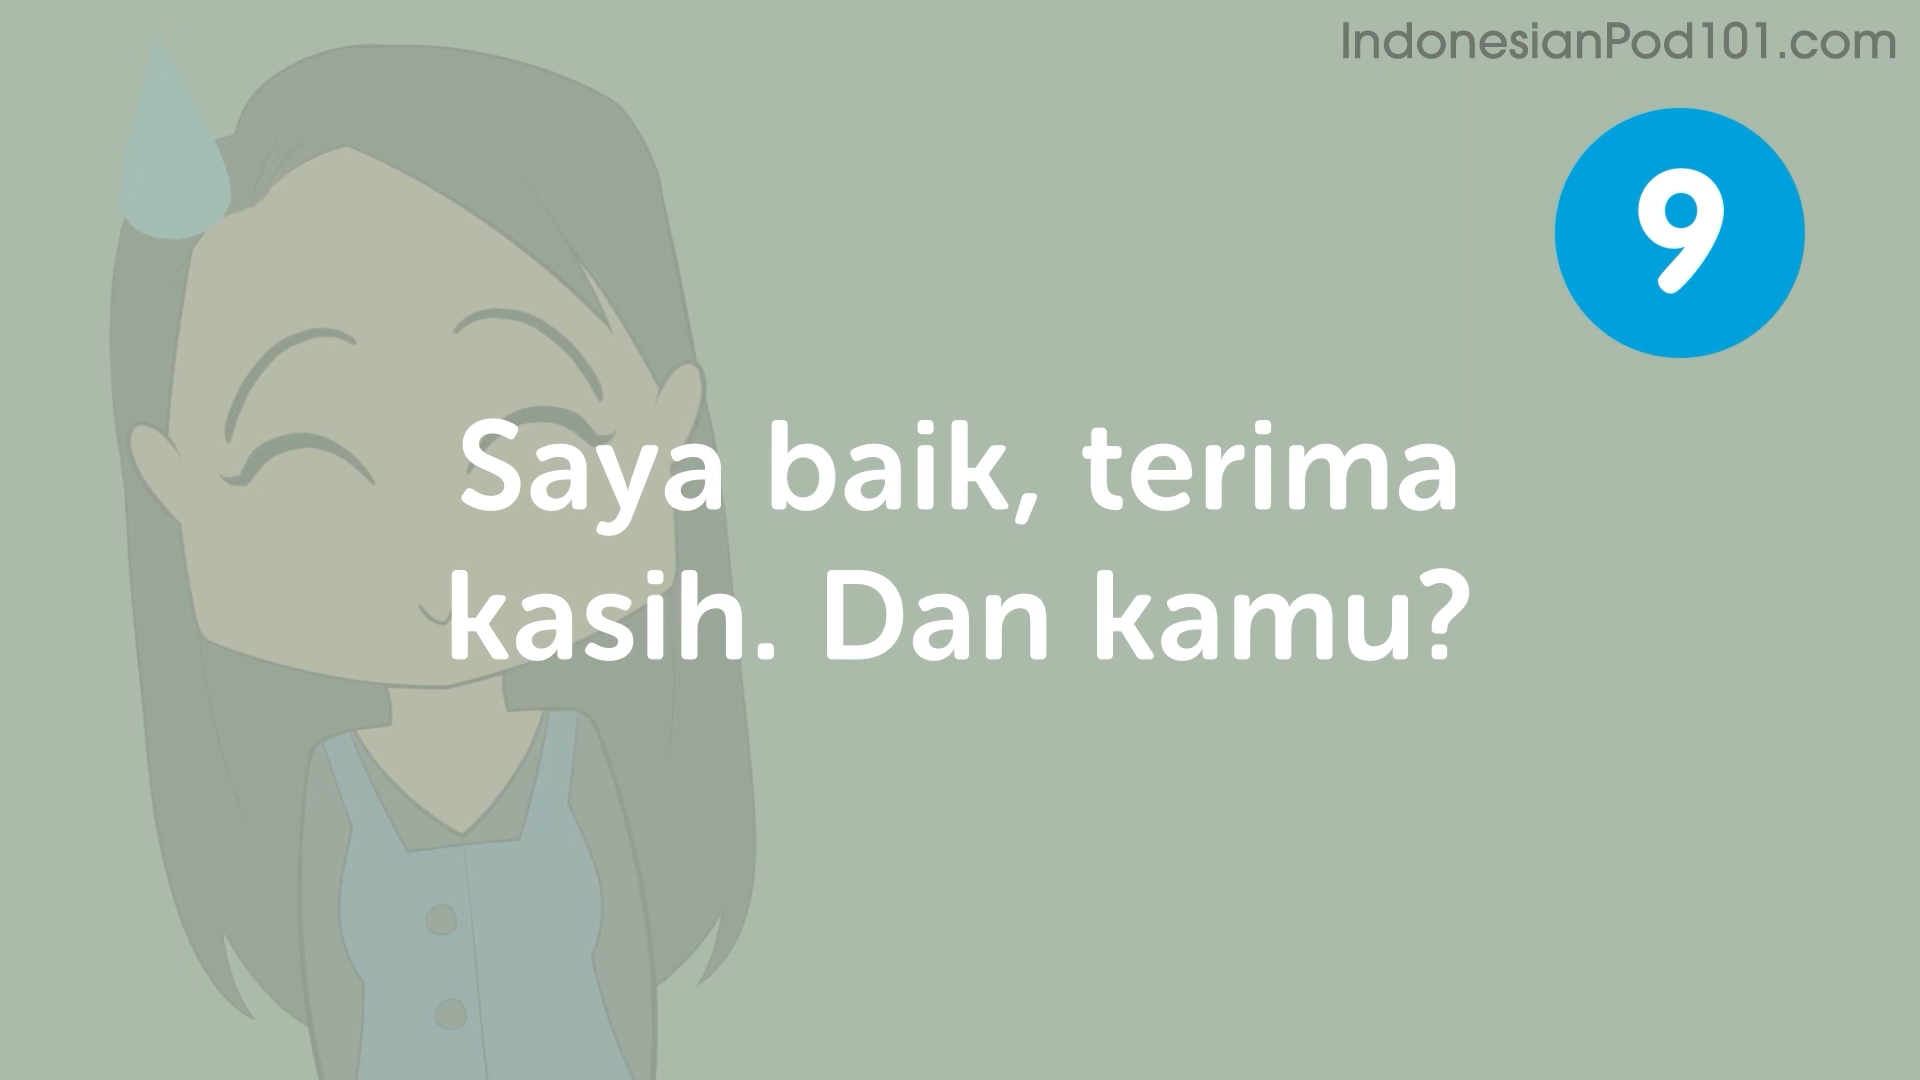 IndonesianPod101.com
9
Saya baik, terima
kasih. Dan kamu?